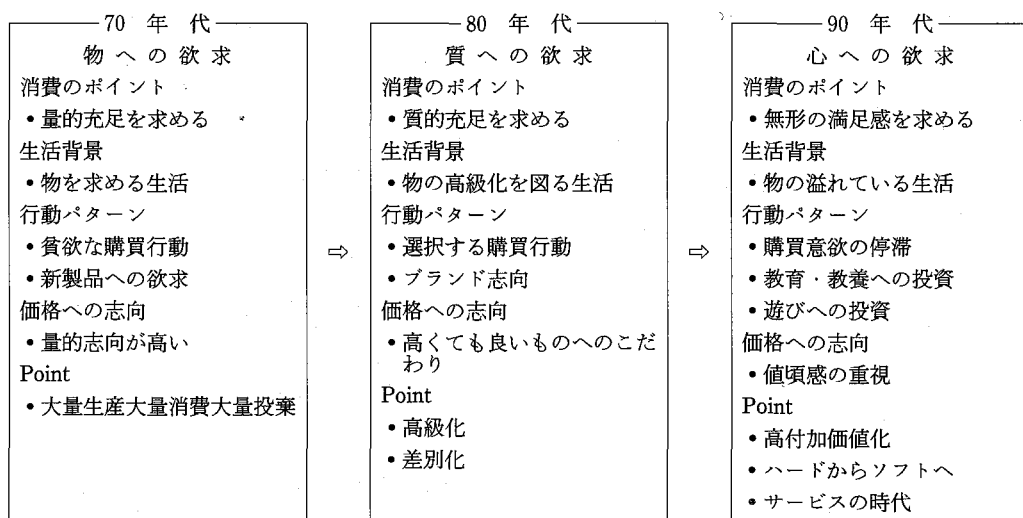 70 年 代
物 へ の 欲 求
消費のポイント
• 量的充足を求める
生活背景
• 物を求める生活
行動パターン
• 貪欲な購買行動
• 新製品への欲求
価格への志向
• 量的志向が高い
Point
• 大量生産大量消費大量投棄
⇨
80 年 代
質 へ の 欲 求
消費のポイント
• 質的充足を求める
生活背景
• 物の高級化を図る生活
行動パターン
• 選択する購買行動
• ブランド志向
価格への志向
• 高くても良いものへのこだ
わり
Point
• 高級化
• 差別化
⇨
90 年 代
心 へ の 欲 求
消費のポイント
• 無形の満足感を求める
生活背景
• 物の溢れている生活
行動パターン
• 購買意欲の停滞
• 教育・教養への投資
• 遊びへの投資
価格への志向
• 値頃感の重視
Point
• 高付加価値化
• ハードからソフトへ
• サービスの時代